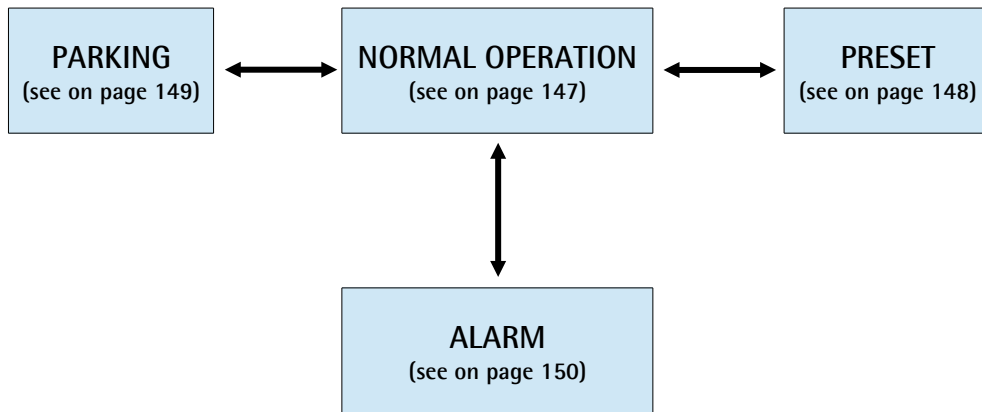 PARKING
(see on page 149)
NORMAL OPERATION
(see on page 147)
PRESET
(see on page 148)
ALARM
(see on page 150)